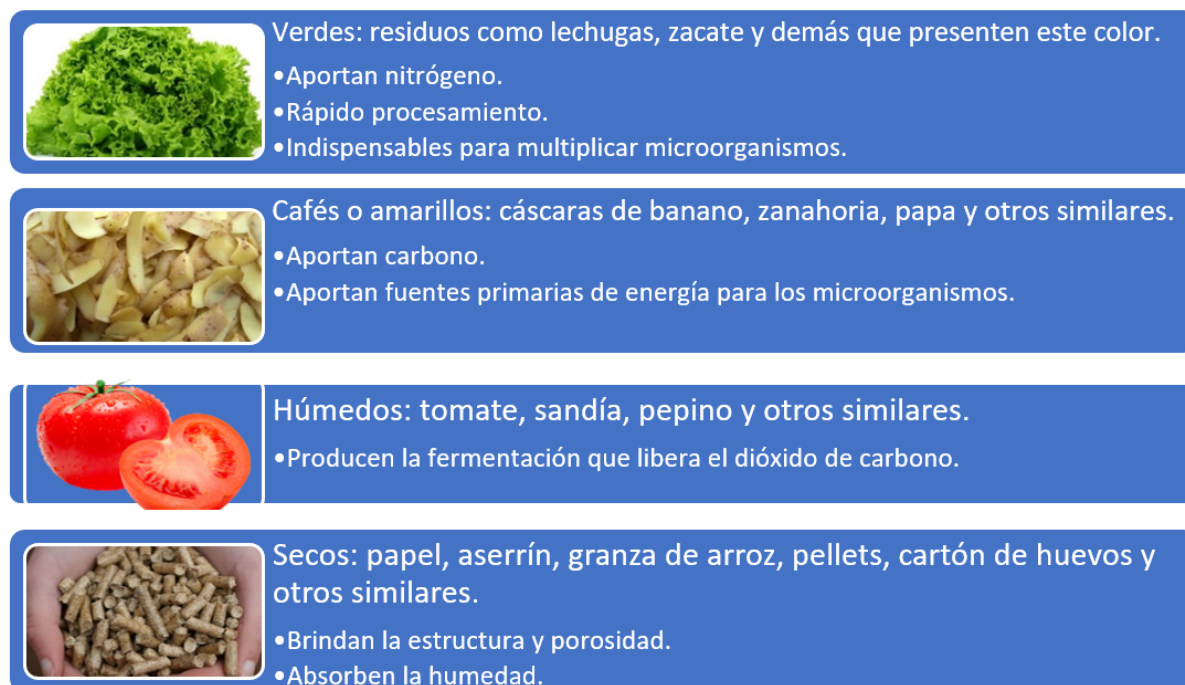 Verdes: residuos como lechugas, zacate y demás que presenten este color.
•Aportan nitrógeno.
•Rápido procesamiento.
•Indispensables para multiplicar microorganismos.
Cafés o amarillos: cáscaras de banano, zanahoria, papa y otros similares.
•Aportan carbono.
•Aportan fuentes primarias de energía para los microorganismos.
Húmedos: tomate, sandía, pepino y otros similares.
•Producen la fermentación que libera el dióxido de carbono.
Secos: papel, aserrín, granza de arroz, pellets, cartón de huevos y
otros similares.
•Brindan la estructura y porosidad.
•Absorben la humedad.